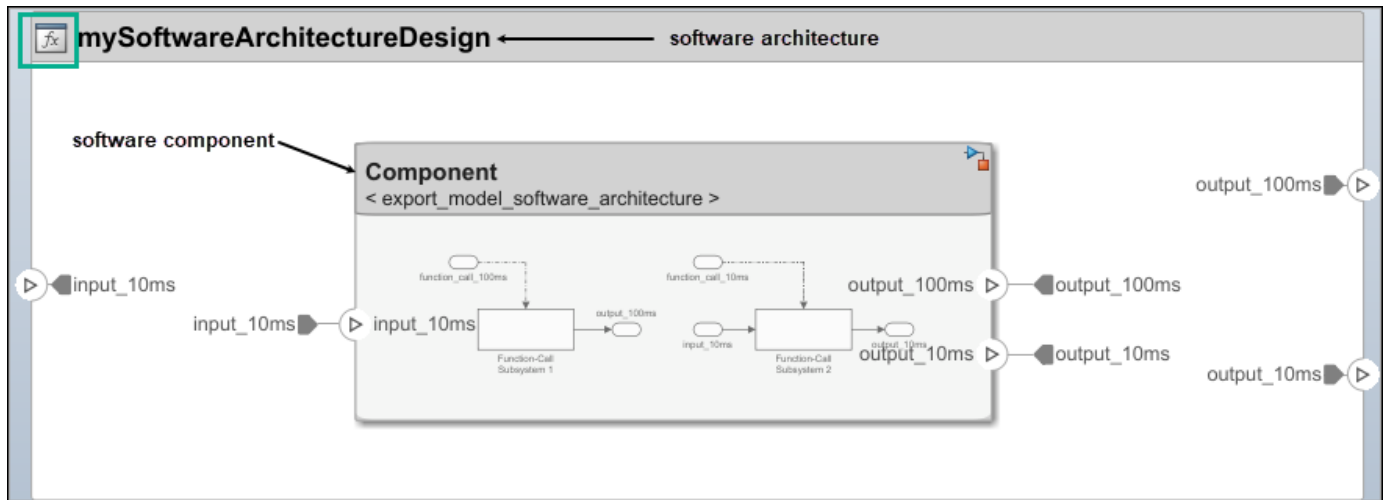 fx mySoftwareArchitectureDesign software architecture
software component
Component
< export_model_software_architecture >
output_100ms
function_call_100ms
function_call_10ms
input_10ms
output_100ms
output_100ms
input_10ms
input_10ms
output_100ms
input_10ms
output_10ms
output_10ms
output_10ms
Function-Call
Subsystem 1
Function-Call
Subsystem 2
output_10ms